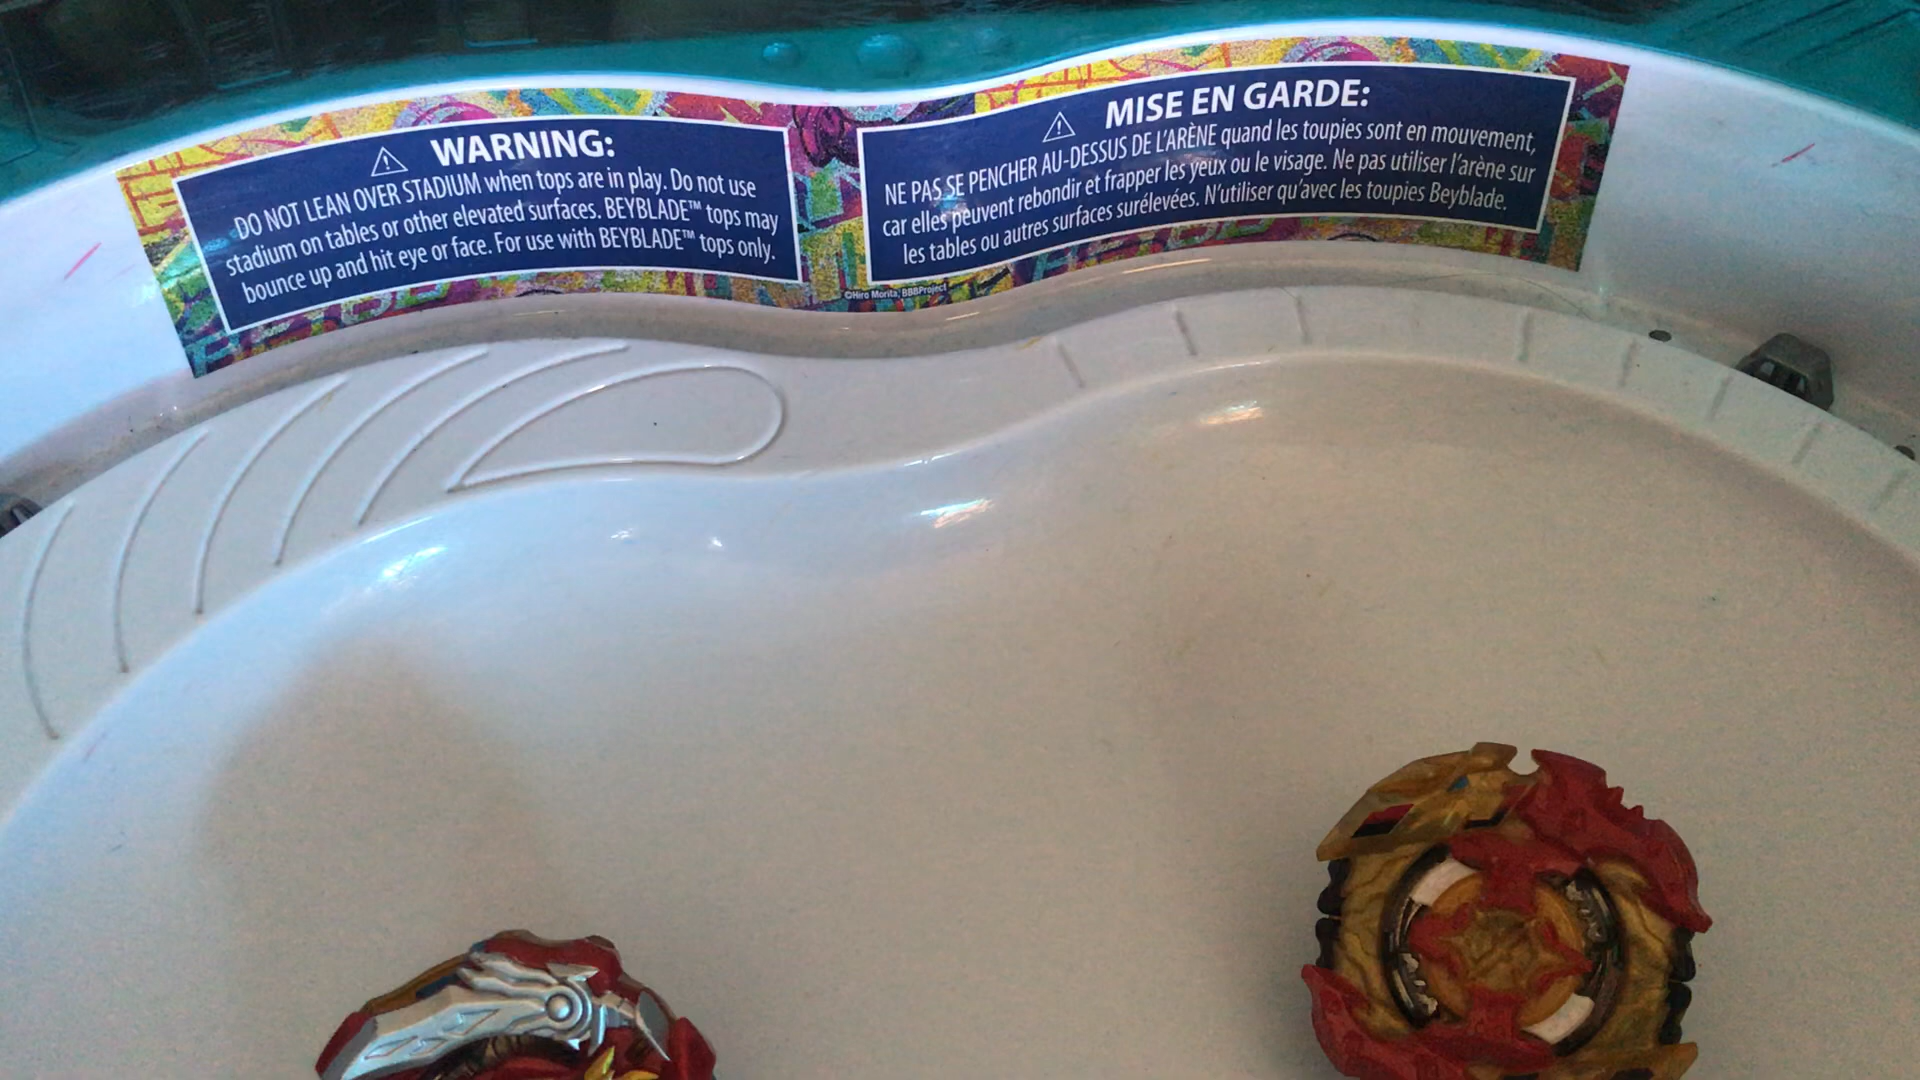 ⚠ WARNING:
DO NOT LEAN OVER STADIUM when tops are in play. Do not use
stadium on tables or other elevated surfaces. BEYBLADE™ tops may
bounce up and hit eye or face. For use with BEYBLADE™ tops only.
⚠ MISE EN GARDE:
NE PAS SE PENCHER AU-DESSUS DE L'ARÈNE quand les toupies sont en mouvement,
car elles peuvent rebondir et frapper les yeux ou le visage. Ne pas utiliser l'arène sur
les tables ou autres surfaces surélevées. N'utiliser qu'avec les toupies Beyblade.
©Hiro Morita, BBBProject